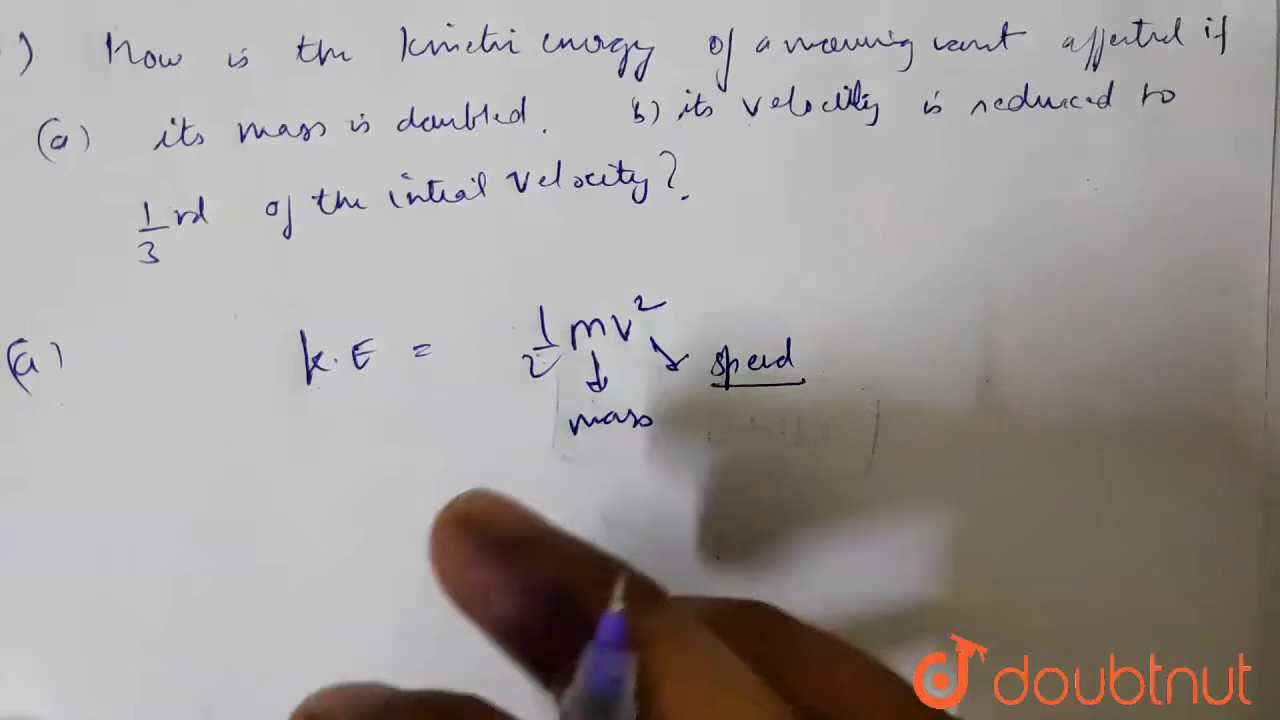 ) How is the kinetic energy of a moving cart affected if
(a) its mass is doubled. b) its velocity is reduced to
1/3 rd of the intial velocity?
(a) K.E = 1/2 mv²
mass speed
doubtnut